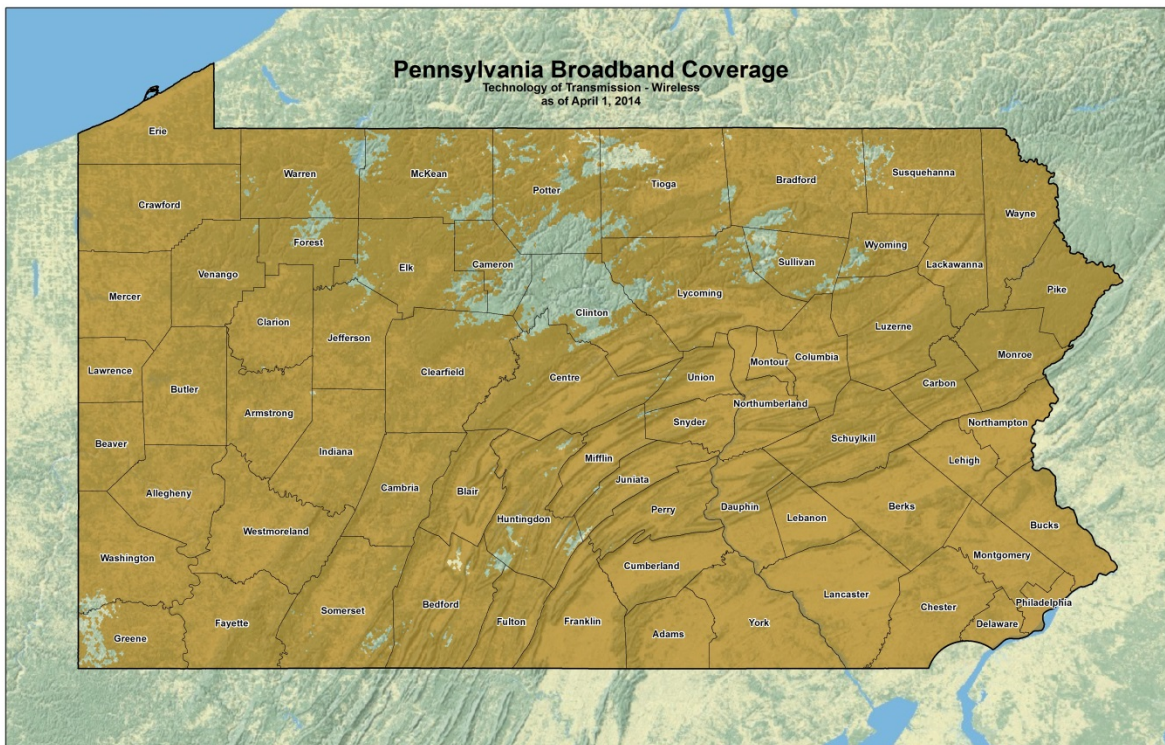 Pennsylvania Broadband Coverage
Technology of Transmission - Wireless
as of April 1, 2014
Erie
Warren
McKean
Potter
Tioga
Bradford
Susquehanna
Crawford
Wayne
Forest
Wyoming
Venango
Elk
Cameron
Sullivan
Lackawanna
Mercer
Lycoming
Pike
Clarion
Clinton
Jefferson
Luzerne
Lawrence
Clearfield
Centre
Union
Montour
Columbia
Monroe
Butler
Carbon
Armstrong
Northumberland
Snyder
Northampton
Beaver
Schuylkill
Indiana
Mifflin
Lehigh
Juniata
Cambria
Blair
Allegheny
Huntingdon
Perry
Dauphin
Lebanon
Berks
Bucks
Westmoreland
Washington
Montgomery
Cumberland
Lancaster
Bedford
Philadelphia
Chester
Somerset
Fayette
Fulton
Franklin
York
Delaware
Greene
Adams